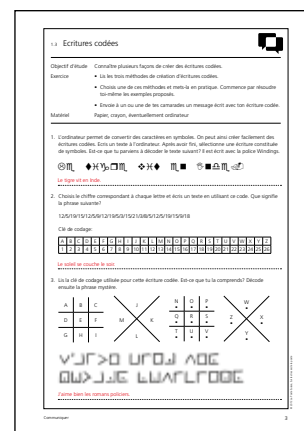 1.3 Ecritures codées
Objectif d'étude Connaître plusieurs façons de créer des écritures codées.
Exercice • Lis les trois méthodes de création d'écritures codées.
• Choisis une de ces méthodes et mets-la en pratique. Commence par résoudre
toi-même les exemples proposés.
• Envoie à un ou une de tes camarades un message écrit avec ton écriture codée.
Matériel Papier, crayon, éventuellement ordinateur
1. L'ordinateur permet de convertir des caractères en symboles. On peut ainsi créer facilement des
écritures codées. Ecris un texte à l'ordinateur. Après avoir fini, sélectionne une écriture constituée
de symboles. Est-ce que tu parviens à décoder le texte suivant? Il est écrit avec la police Windings.
Le tigre vit en Inde.
2. Choisis le chiffre correspondant à chaque lettre et écris un texte en utilisant ce code. Que signifie
la phrase suivante?
12/5/19/15/12/5/9/12/19/5/3/15/21/3/8/5/12/5/19/15/9/18
Clé de codage:
A B C D E F G H I J K L M N O P Q R S T U V W X Y Z
1 2 3 4 5 6 7 8 9 10 11 12 13 14 15 16 17 18 19 20 21 22 23 24 25 26
Le soleil se couche le soir.
3. Lis la clé de codage utilisée pour cette écriture codée. Est-ce que tu la comprends? Décode
ensuite la phrase mystère.
A B C
D E F
G H I
J
M K
L
N O P
Q R S
T U V
W
Z X
Y
J'aime bien les romans policiers.
Communiquer 3